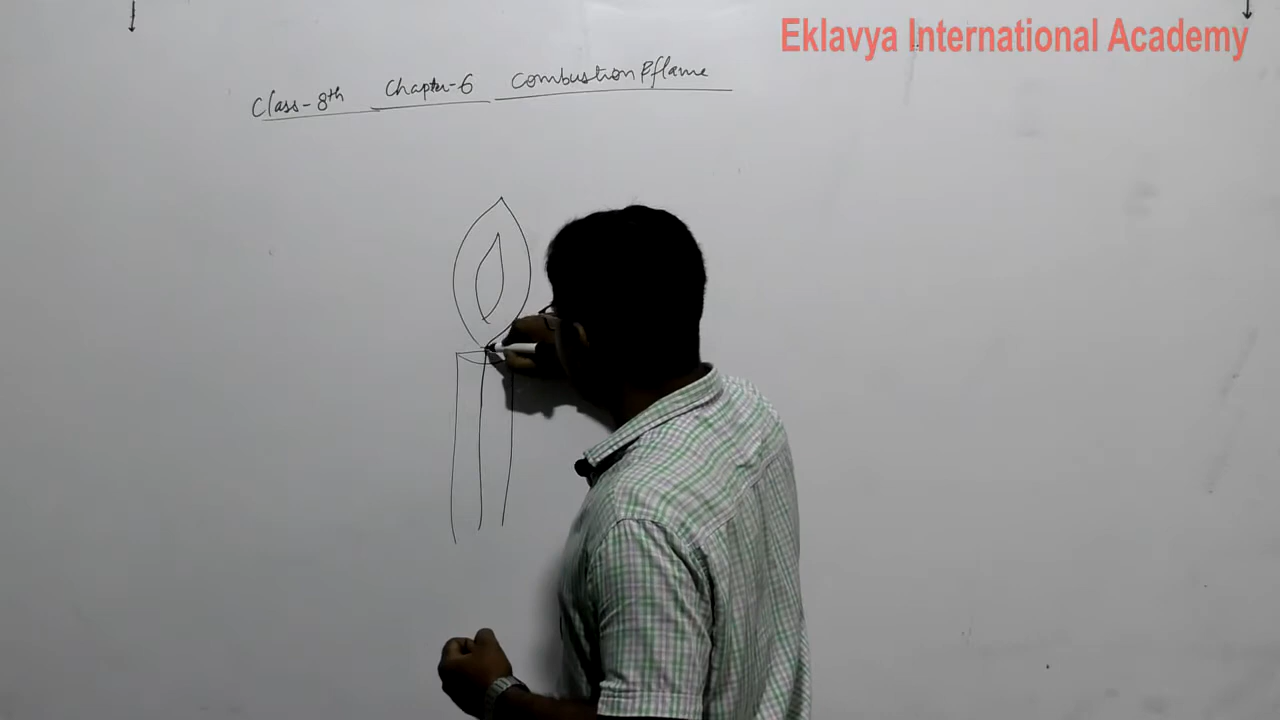 Eklavya International Academy
Class-8th Chapter-6 Combustion & flame